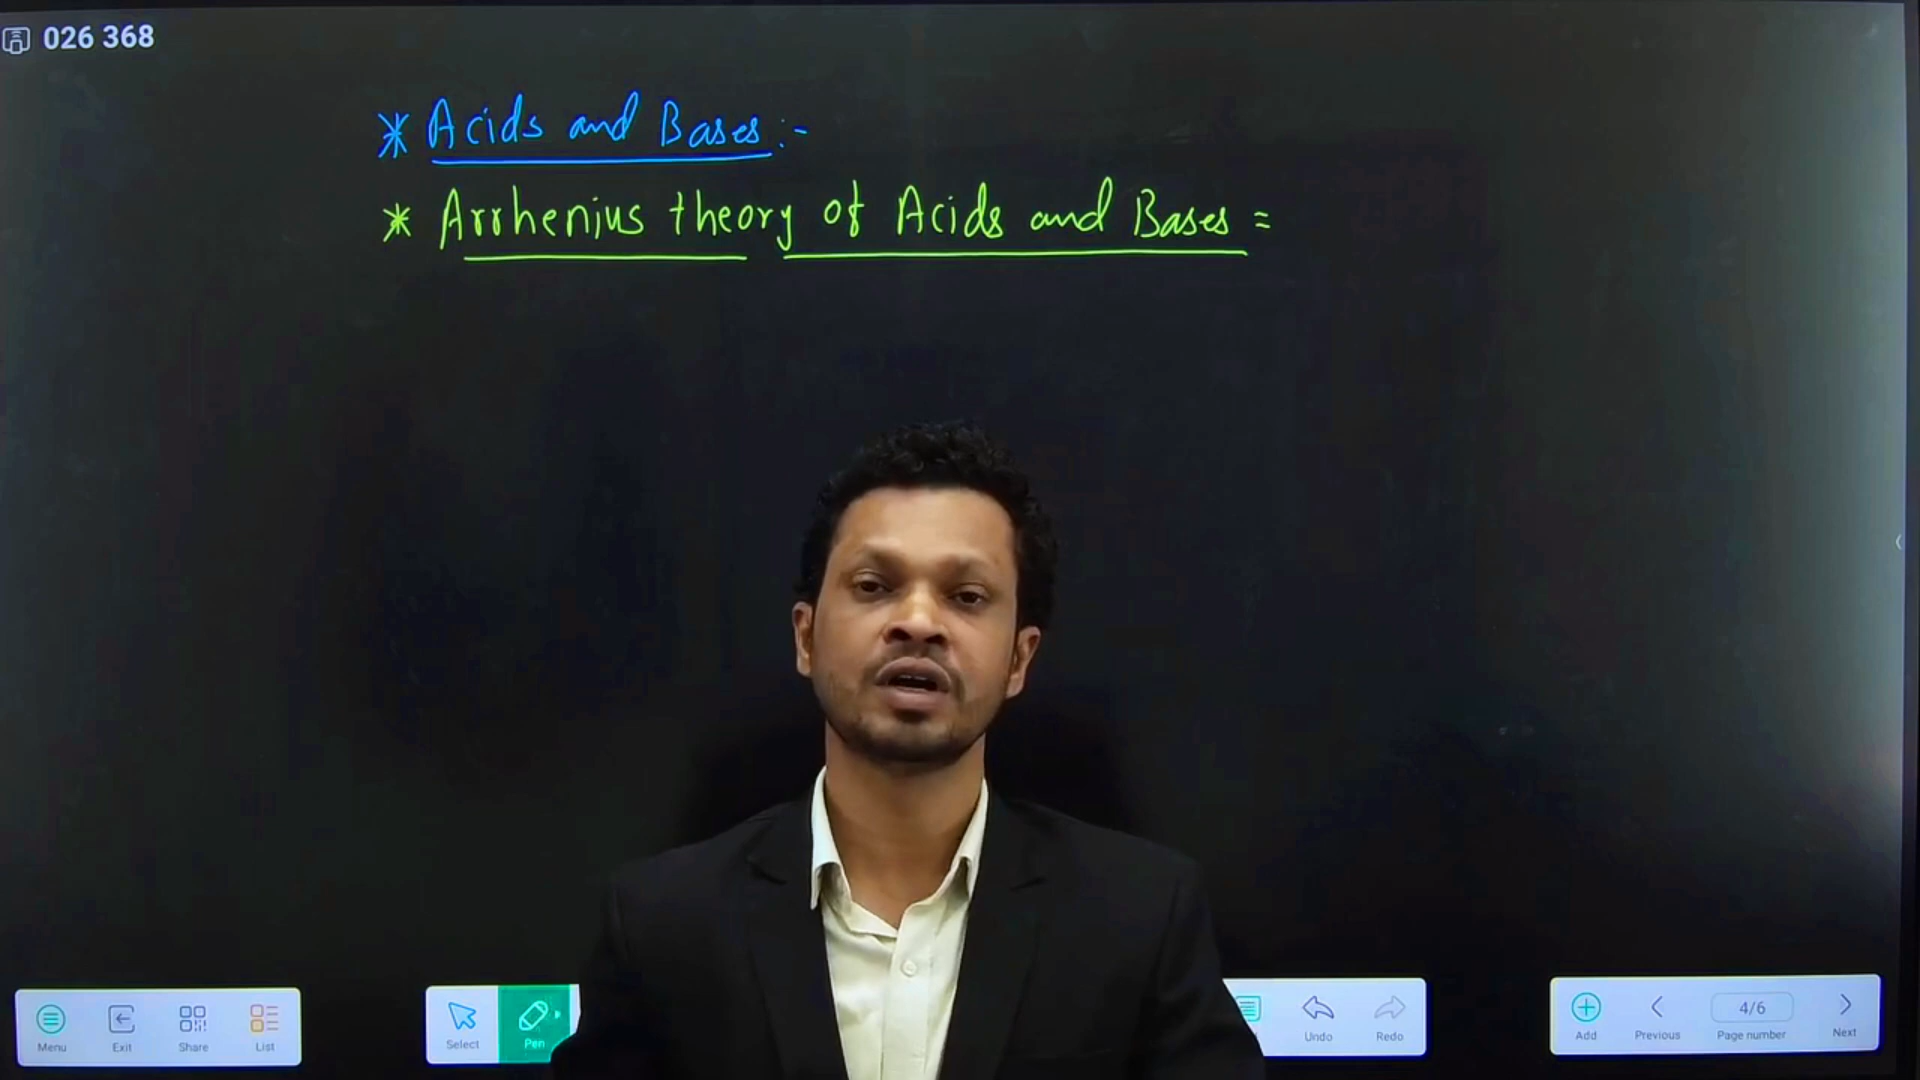 026 368
* Acids and Bases :-
* Arrhenius theory of Acids and Bases =
Menu Exit Share List
Select Pen
Undo Redo
Add Previous 4/6 Page number Next